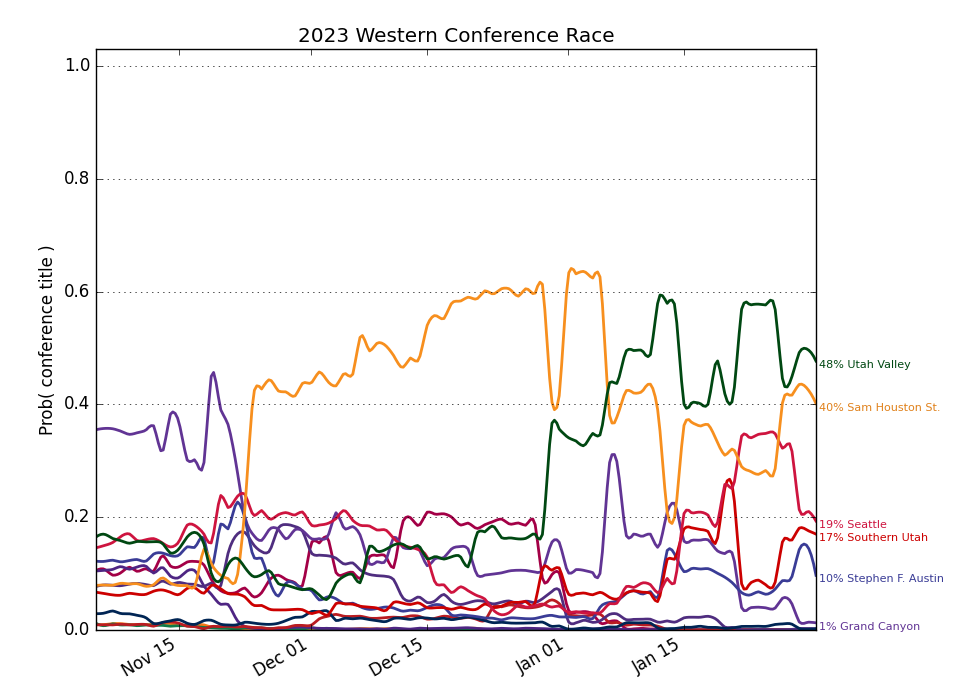 2023 Western Conference Race
Prob( conference title )
1.0
0.8
0.6
0.4
0.2
0.0
Nov 15
Dec 01
Dec 15
Jan 01
Jan 15
48% Utah Valley
40% Sam Houston St.
19% Seattle
17% Southern Utah
10% Stephen F. Austin
1% Grand Canyon